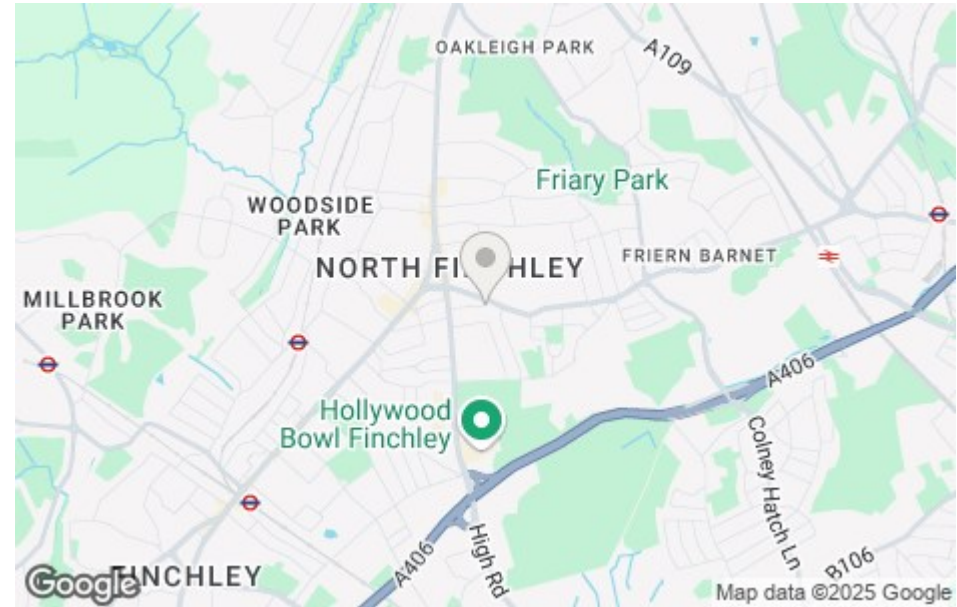 OAKLEIGH PARK
A109
Friary Park
WOODSIDE
PARK
NORTH FINCHLEY
FRIERN BARNET
MILLBROOK
PARK
A406
Hollywood
Bowl Finchley
Colney Hatch Ln
High Rd
A406
B106
FINCHLEY
Google
Map data ©2025 Google